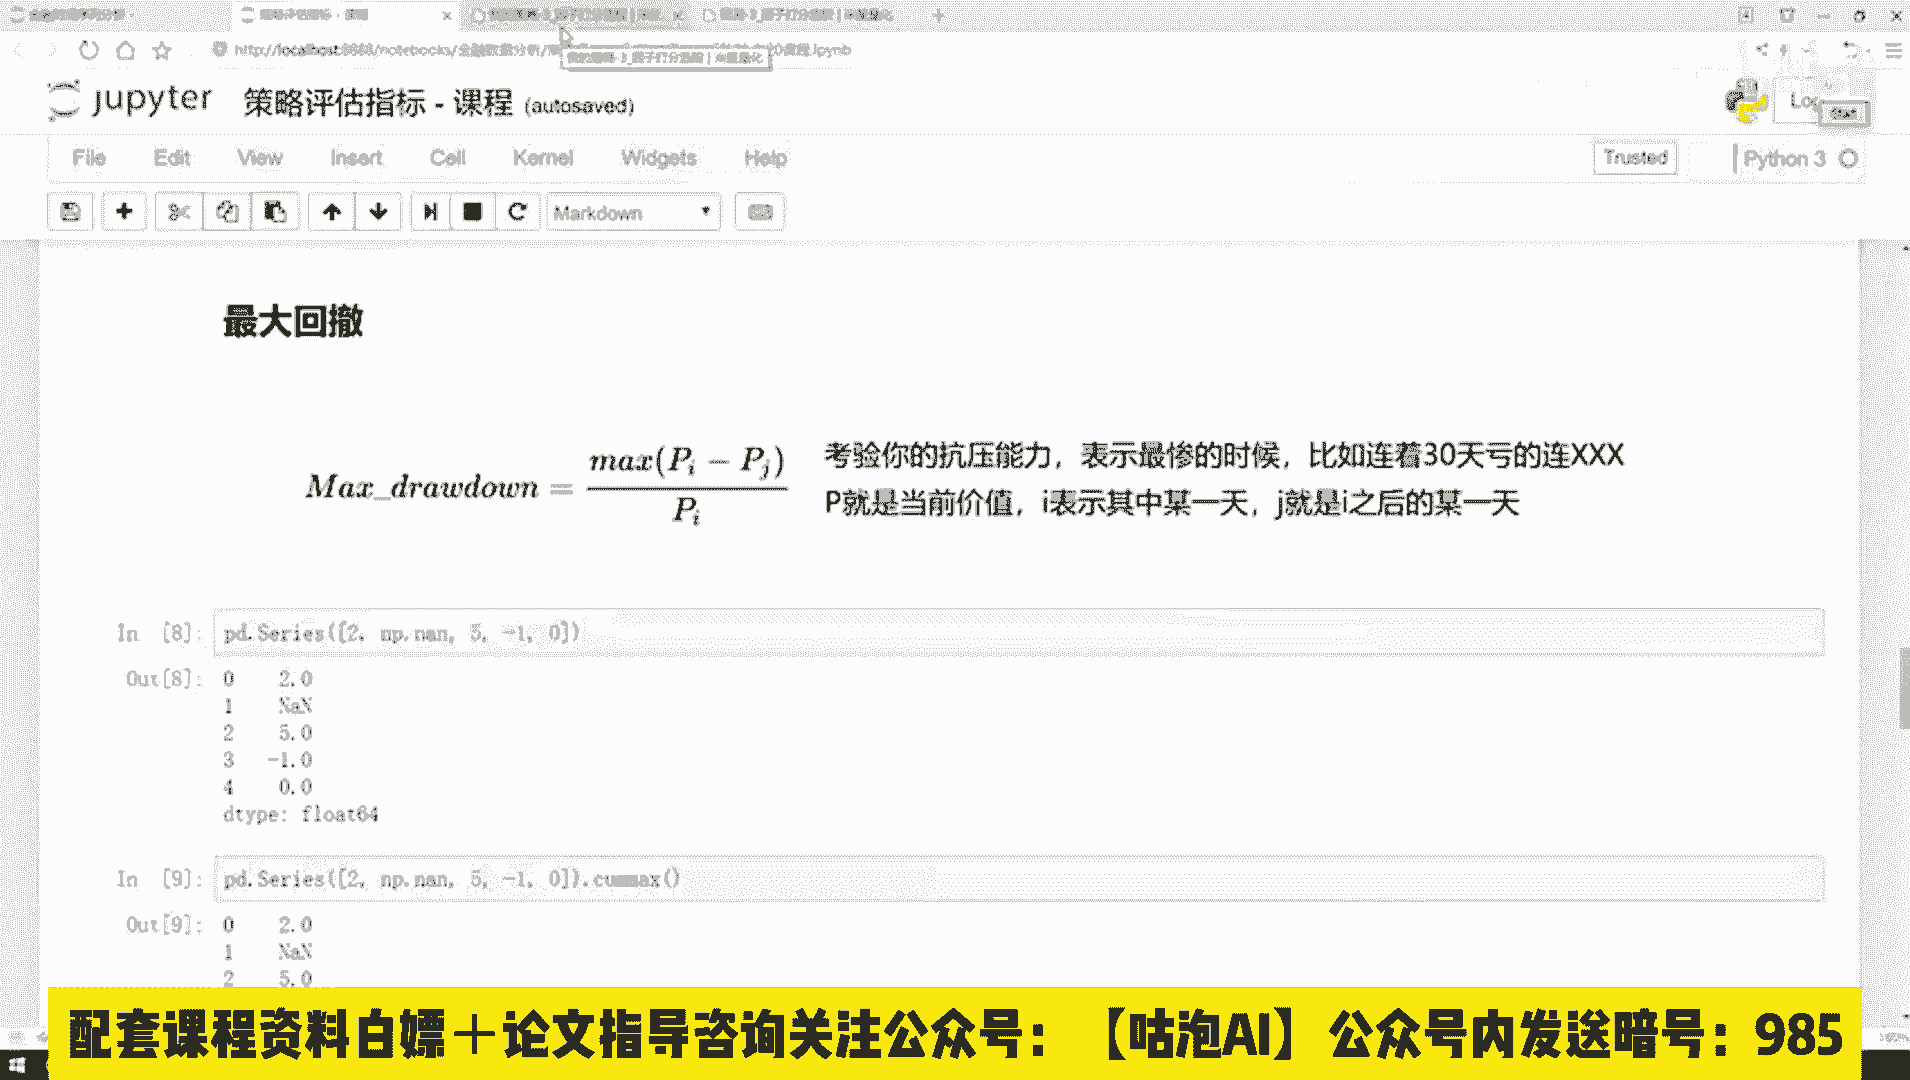 jupyter 策略评估指标 - 课程 (autosaved)
File Edit View Insert Cell Kernel Widgets Help
Trusted
Python 3
Markdown
最大回撤
Max_drawdown = max(P_i − P_j) / P_i
考验你的抗压能力，表示最惨的时候，比如连着30天亏的连XXX
P就是当前价值，i表示其中某一天，j就是i之后的某一天
In [8]: pd.Series([2, np.nan, 5, -1, 0])
Out[8]: 0 2.0
1 NaN
2 5.0
3 -1.0
4 0.0
dtype: float64
In [9]: pd.Series([2, np.nan, 5, -1, 0]).cummax()
Out[9]: 0 2.0
1 NaN
2 5.0
配套课程资料白嫖＋论文指导咨询关注公众号：【咕泡AI】公众号内发送暗号：985